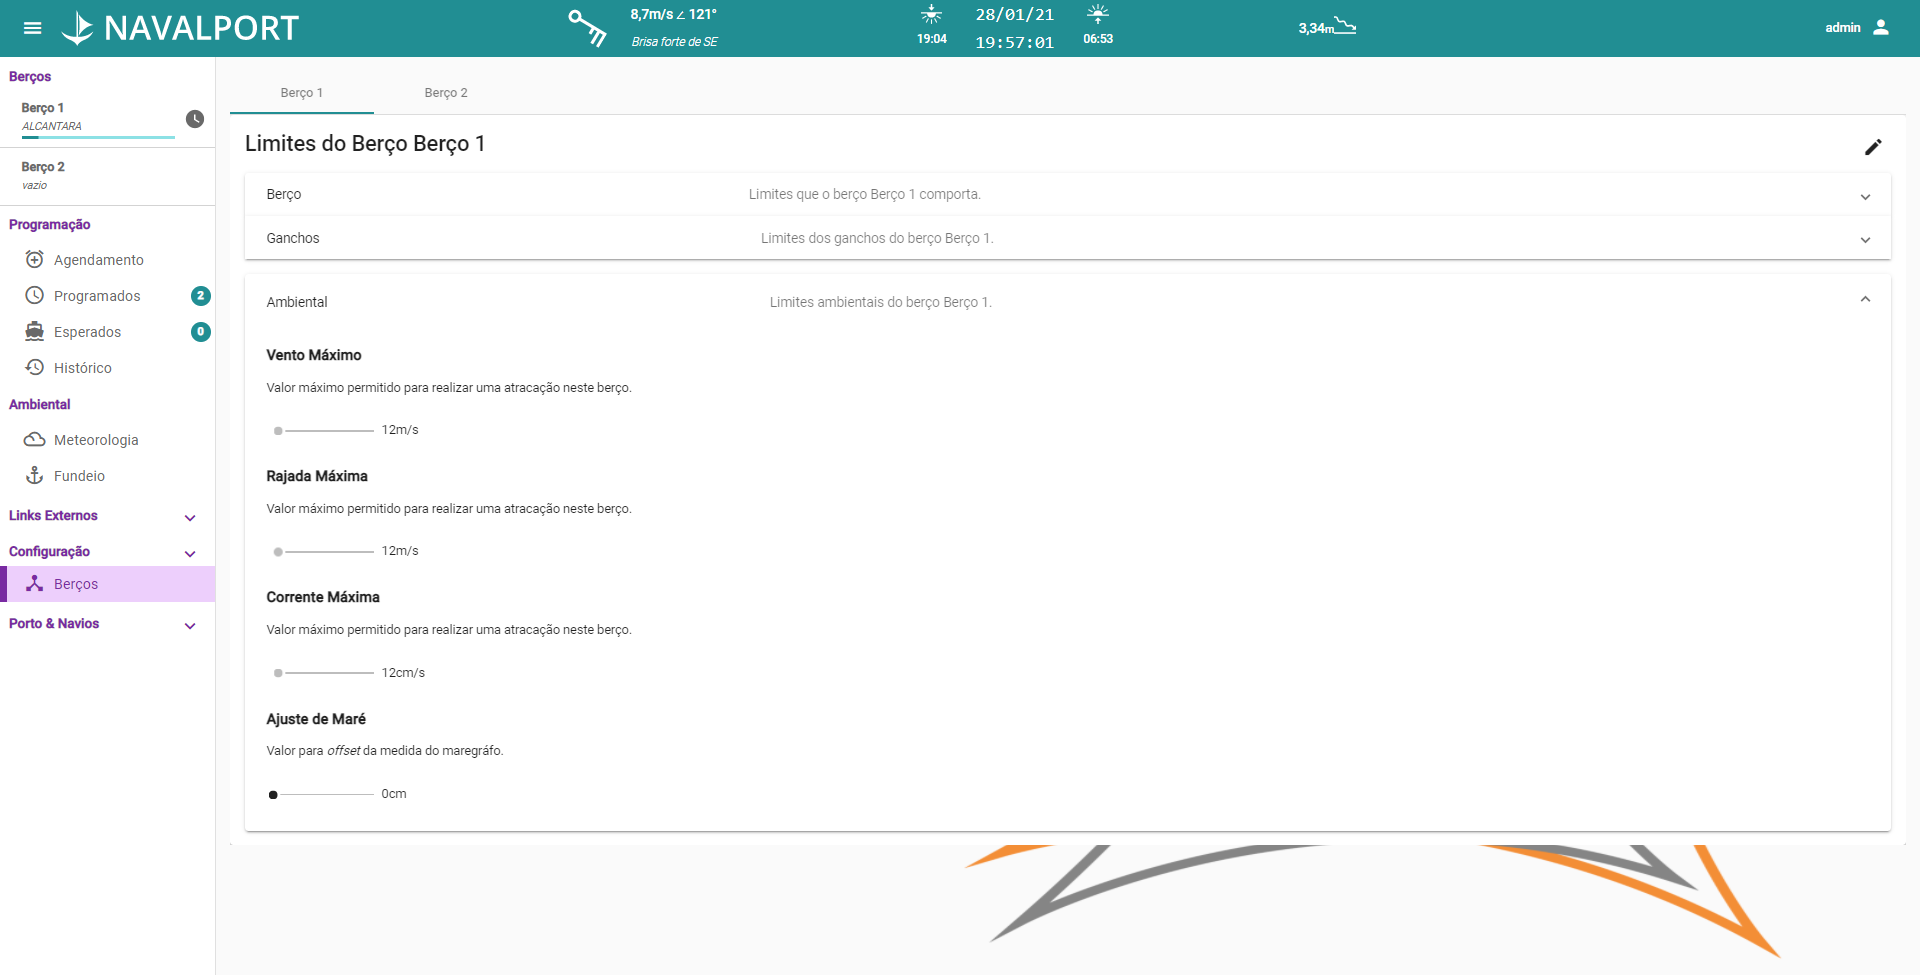 NAVALPORT
8,7m/s ∠ 121°
Brisa forte de SE
19:04
28/01/21
19:57:01
06:53
3,34m
admin
Berços
Berço 1
ALCANTARA
Berço 2
vazio
Programação
Agendamento
Programados 2
Esperados 0
Histórico
Ambiental
Meteorologia
Fundeio
Links Externos
Configuração
Berços
Porto & Navios
Berço 1 Berço 2
Limites do Berço Berço 1
Berço Limites que o berço Berço 1 comporta.
Ganchos Limites dos ganchos do berço Berço 1.
Ambiental Limites ambientais do berço Berço 1.
Vento Máximo
Valor máximo permitido para realizar uma atracação neste berço.
12m/s
Rajada Máxima
Valor máximo permitido para realizar uma atracação neste berço.
12m/s
Corrente Máxima
Valor máximo permitido para realizar uma atracação neste berço.
12cm/s
Ajuste de Maré
Valor para offset da medida do maregráfo.
0cm